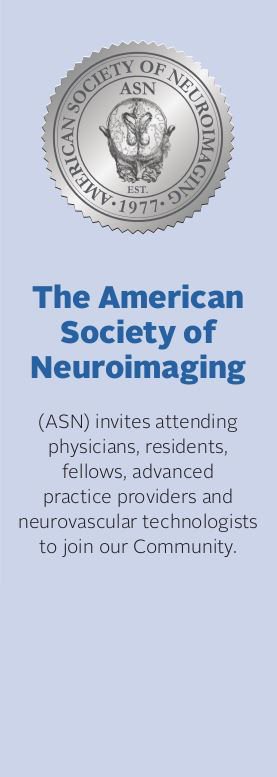 AMERICAN SOCIETY OF NEUROIMAGING
ASN
EST.
• 1977 •
The American
Society of
Neuroimaging
(ASN) invites attending
physicians, residents,
fellows, advanced
practice providers and
neurovascular technologists
to join our Community.